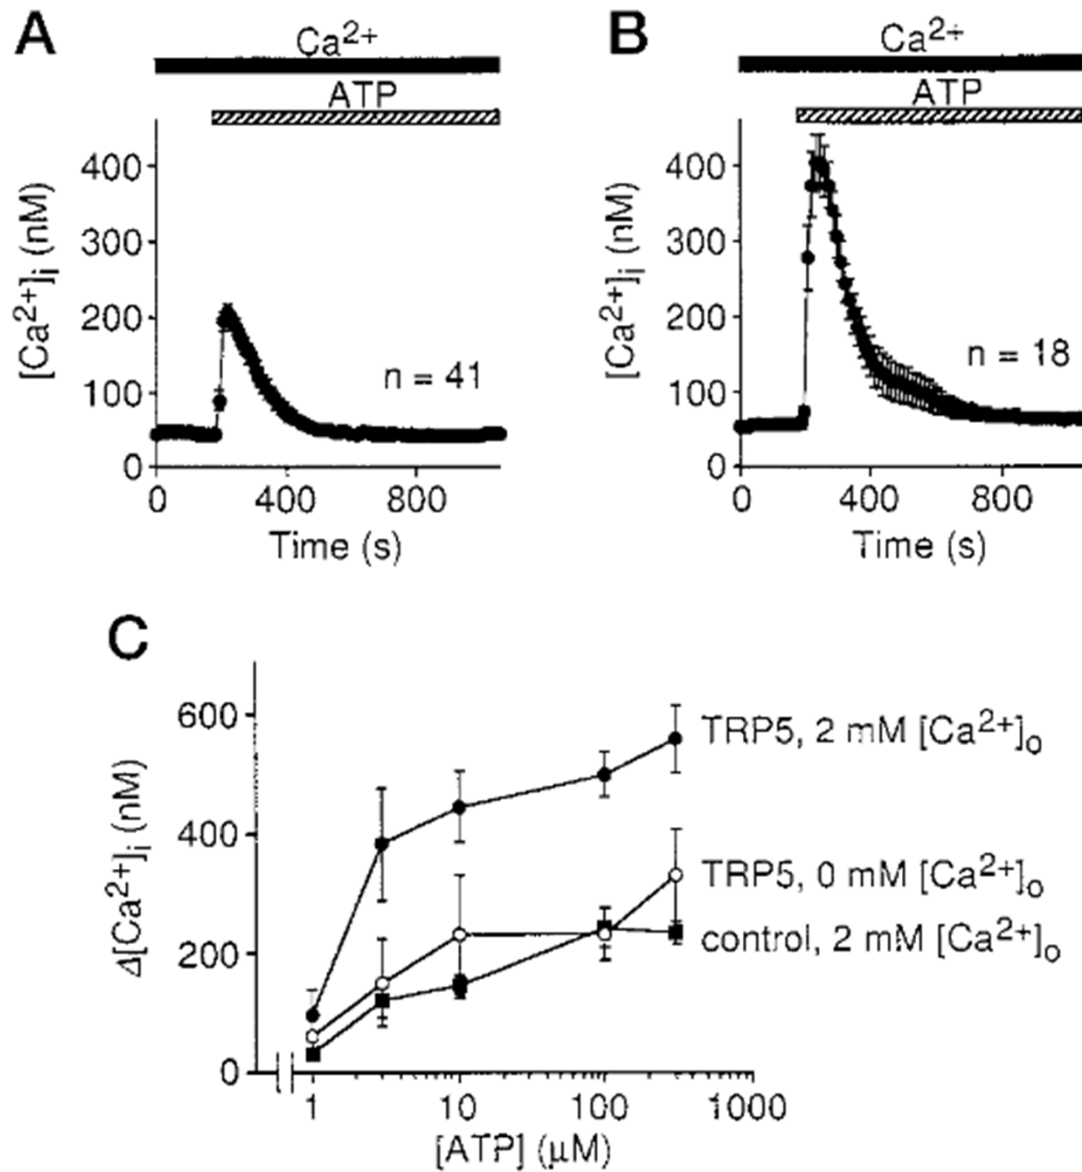 A
Ca2+
ATP
[Ca2+]i (nM)
400
300
200
100
0
n = 41
0 400 800
Time (s)
B
Ca2+
ATP
[Ca2+]i (nM)
400
300
200
100
0
n = 18
0 400 800
Time (s)
C
Δ[Ca2+]i (nM)
600
400
200
0
TRP5, 2 mM [Ca2+]o
TRP5, 0 mM [Ca2+]o
control, 2 mM [Ca2+]o
1 10 100 1000
[ATP] (μM)